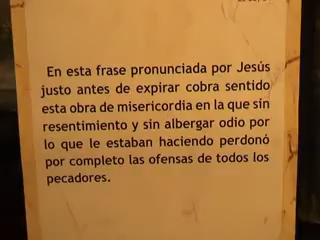 En esta frase pronunciada por Jesús
justo antes de expirar cobra sentido
esta obra de misericordia en la que sin
resentimiento y sin albergar odio por
lo que le estaban haciendo perdonó
por completo las ofensas de todos los
pecadores.